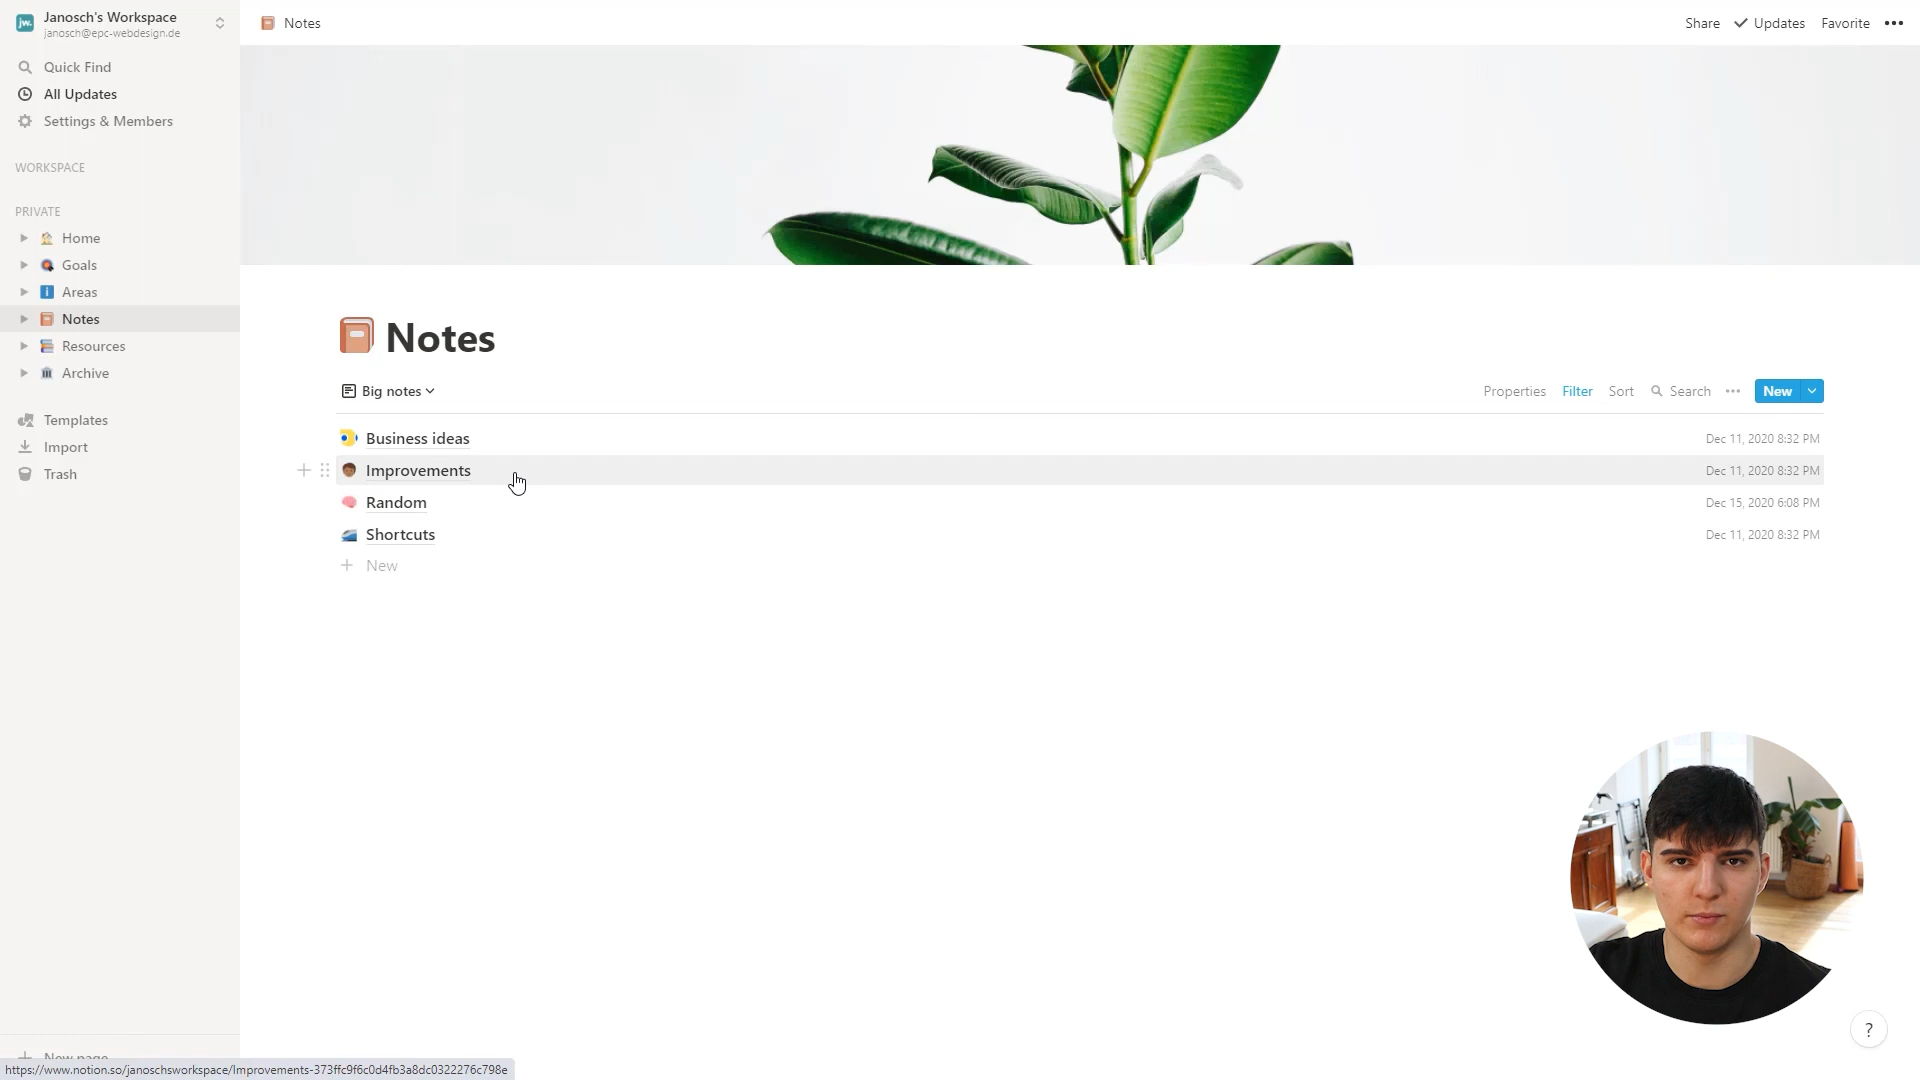 jw.
Janosch's Workspace
janosch@epc-webdesign.de
Quick Find
All Updates
Settings & Members
WORKSPACE
PRIVATE
Home
Goals
Areas
Notes
Resources
Archive
Templates
Import
Trash
New page
Notes
Share
Updates
Favorite
Notes
Big notes
Properties
Filter
Sort
Search
New
Business ideas
Dec 11, 2020 8:32 PM
Improvements
Dec 11, 2020 8:32 PM
Random
Dec 15, 2020 6:08 PM
Shortcuts
Dec 11, 2020 8:32 PM
New
?
https://www.notion.so/janoschsworkspace/Improvements-373ffc9f6c0d4fb3a8dc0322276c798e